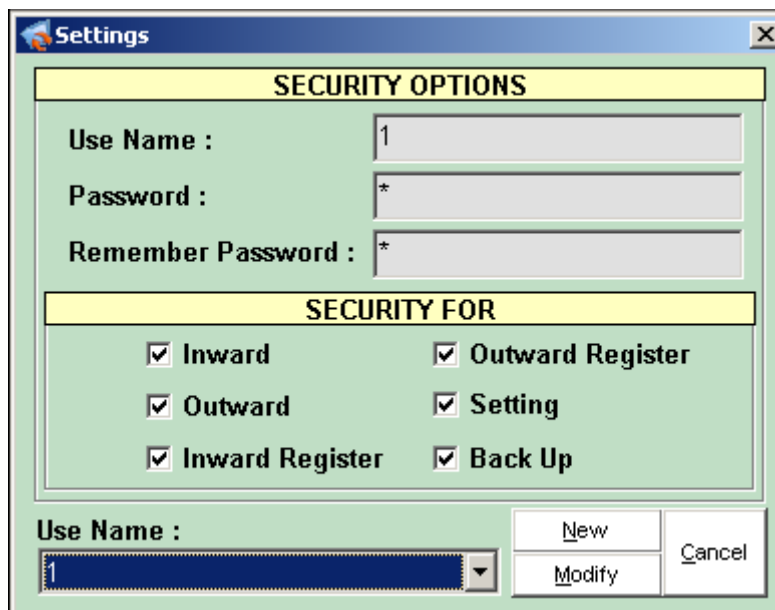 Settings
SECURITY OPTIONS
Use Name : 1
Password : *
Remember Password : *
SECURITY FOR
Inward Outward Register
Outward Setting
Inward Register Back Up
Use Name :
1
New
Modify
Cancel